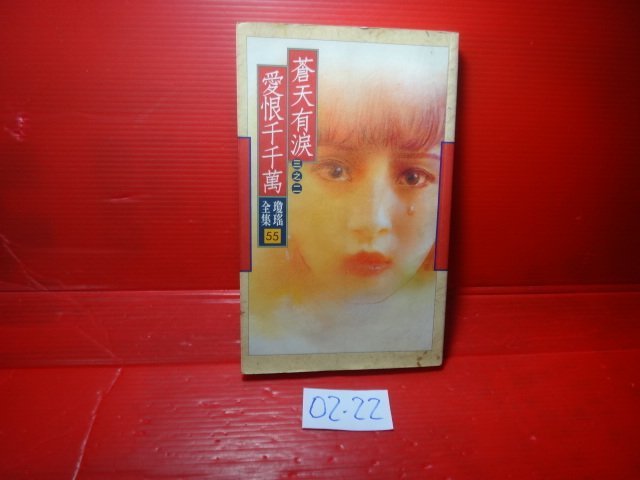 蒼天有淚
三之二
愛恨千千萬
瓊瑤
全集
55
02-22